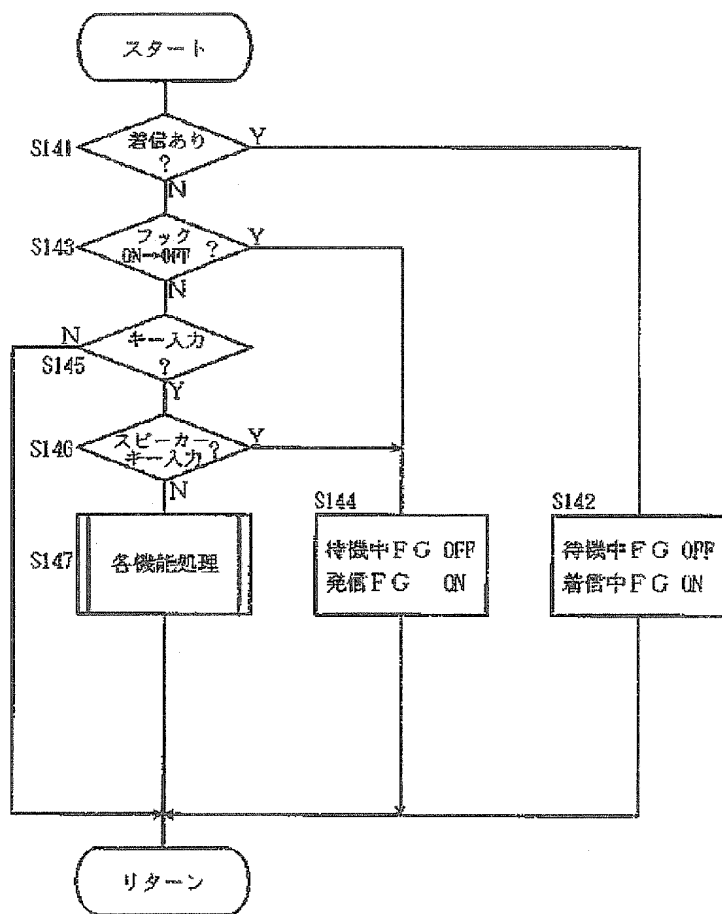 スタート
S141
着信あり
?
Y
N
S143
フック
ON→OFF ?
Y
N
N
S145
キー入力
?
Y
S146
スピーカー
キー入力?
Y
N
S147
各機能処理
S144
待機中FG OFF
発信FG ON
S142
待機中FG OFF
着信中FG ON
リターン